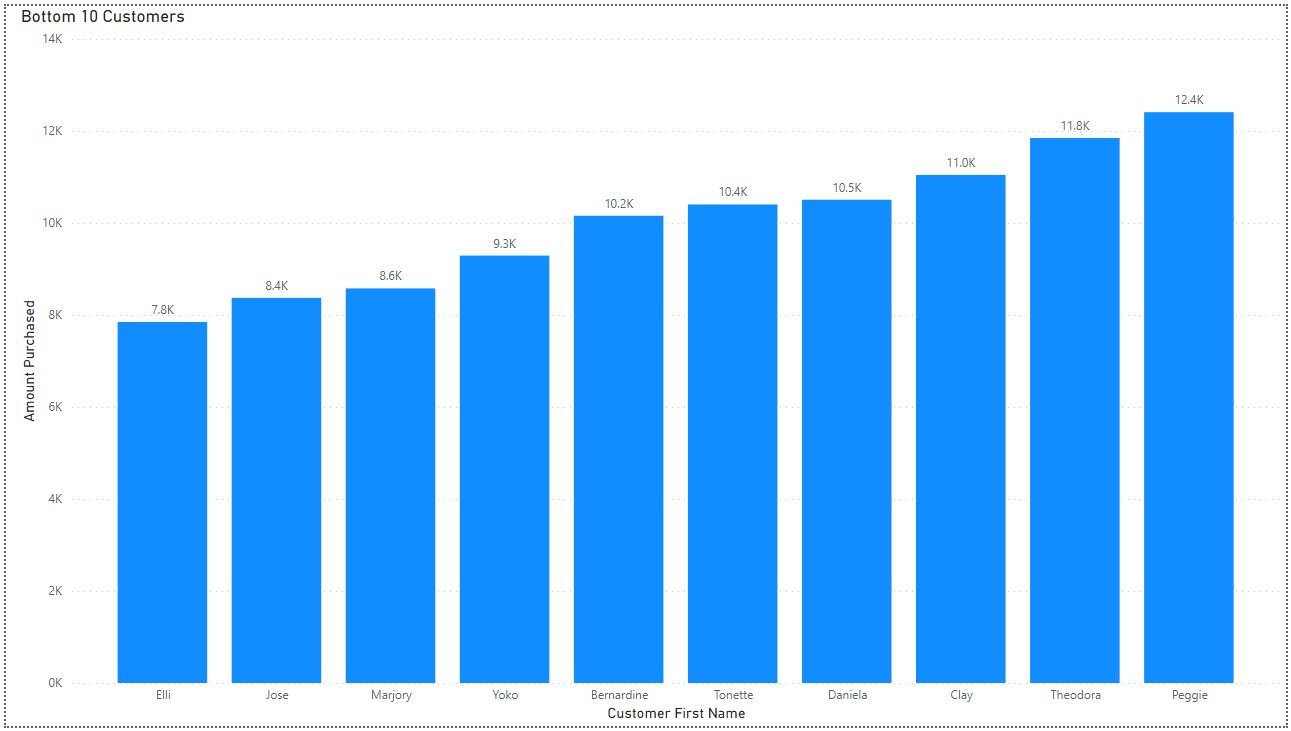 Bottom 10 Customers
14K
12K
10K
8K
6K
4K
2K
0K
Amount Purchased
7.8K
8.4K
8.6K
9.3K
10.2K
10.4K
10.5K
11.0K
11.8K
12.4K
Elli Jose Marjory Yoko Bernardine Tonette Daniela Clay Theodora Peggie
Customer First Name